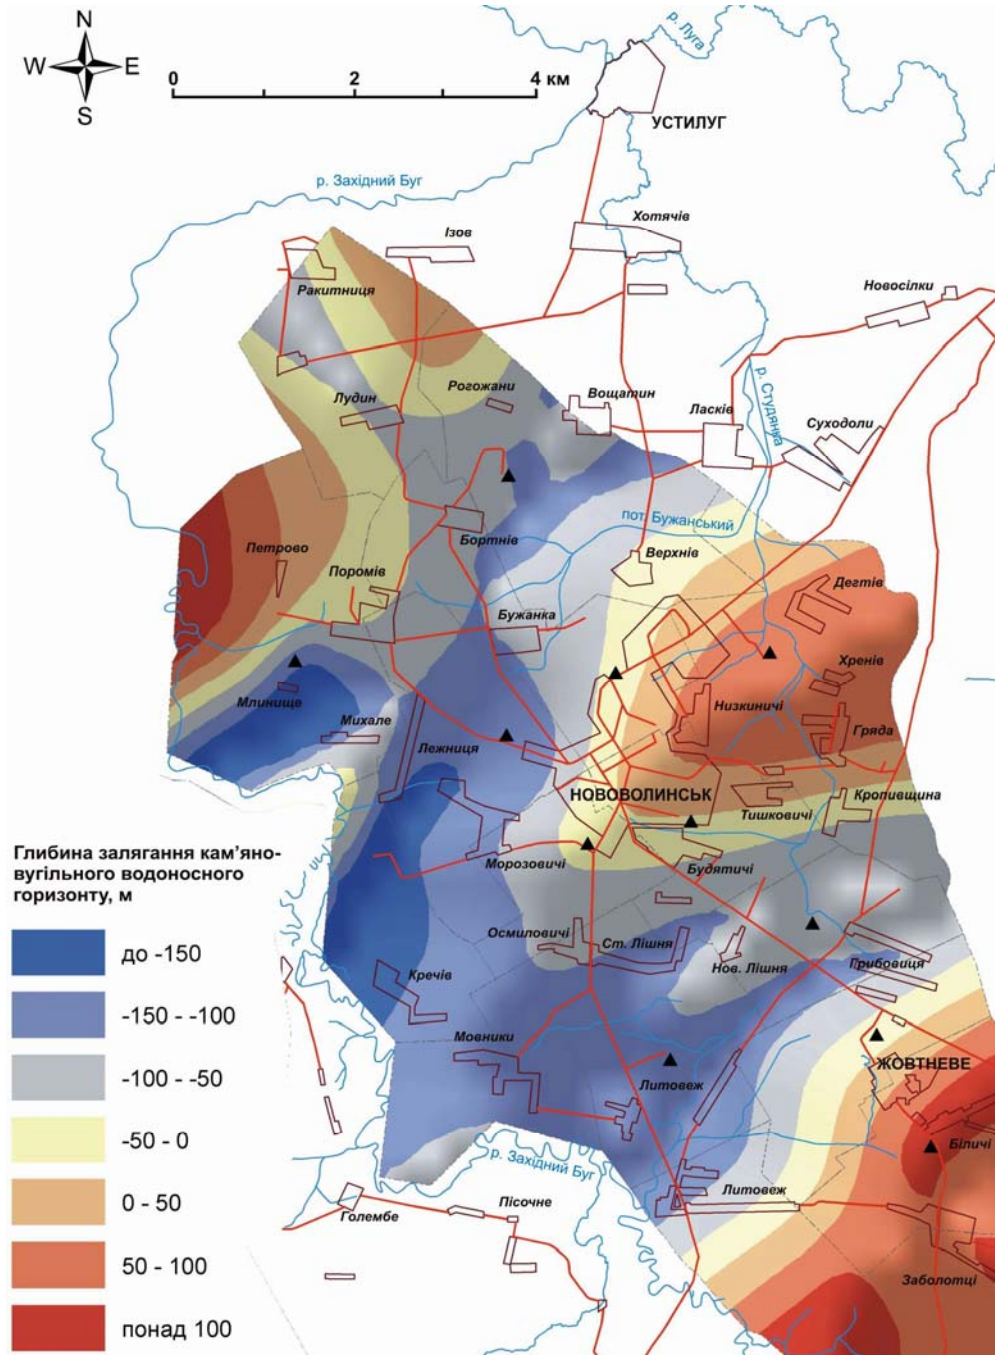 N
W
E
S
0
2
4 км
р. Луга
УСТИЛУГ
р. Західний Буг
Ізов
Хотячів
Ракитниця
Новосілки
Лудин
Рогожани
Вощатин
Ласків
р. Студянка
Суходоли
пот. Бужанський
Бортнів
Верхнів
Петрово
Поромів
Дегтів
Бужанка
Хренів
Млинище
Михале
Лежниця
Низкиничі
Гряда
НОВОВОЛИНСЬК
Тишковичі
Кропивщина
Морозовичі
Будятичі
Глибина залягання кам’яно-
вугільного водоносного
горизонту, м
до -150
-150 - -100
-100 - -50
-50 - 0
0 - 50
50 - 100
понад 100
Осмиловичі
Ст. Лішня
Нов. Лішня
Грибовиця
Кречів
Мовники
Литовеж
ЖОВТНЕВЕ
Біличі
р. Західний Буг
Литовеж
Голембе
Пісочне
Заболотці